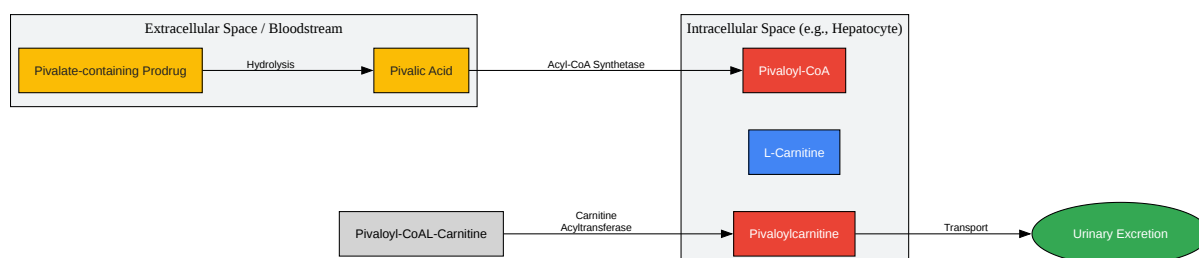 Extracellular Space / Bloodstream
Intracellular Space (e.g., Hepatocyte)
Pivalate-containing Prodrug
Hydrolysis
Pivalic Acid
Acyl-CoA Synthetase
Pivaloyl-CoA
L-Carnitine
Pivaloyl-CoAL-Carnitine
Carnitine
Acyltransferase
Pivaloylcarnitine
Transport
Urinary Excretion